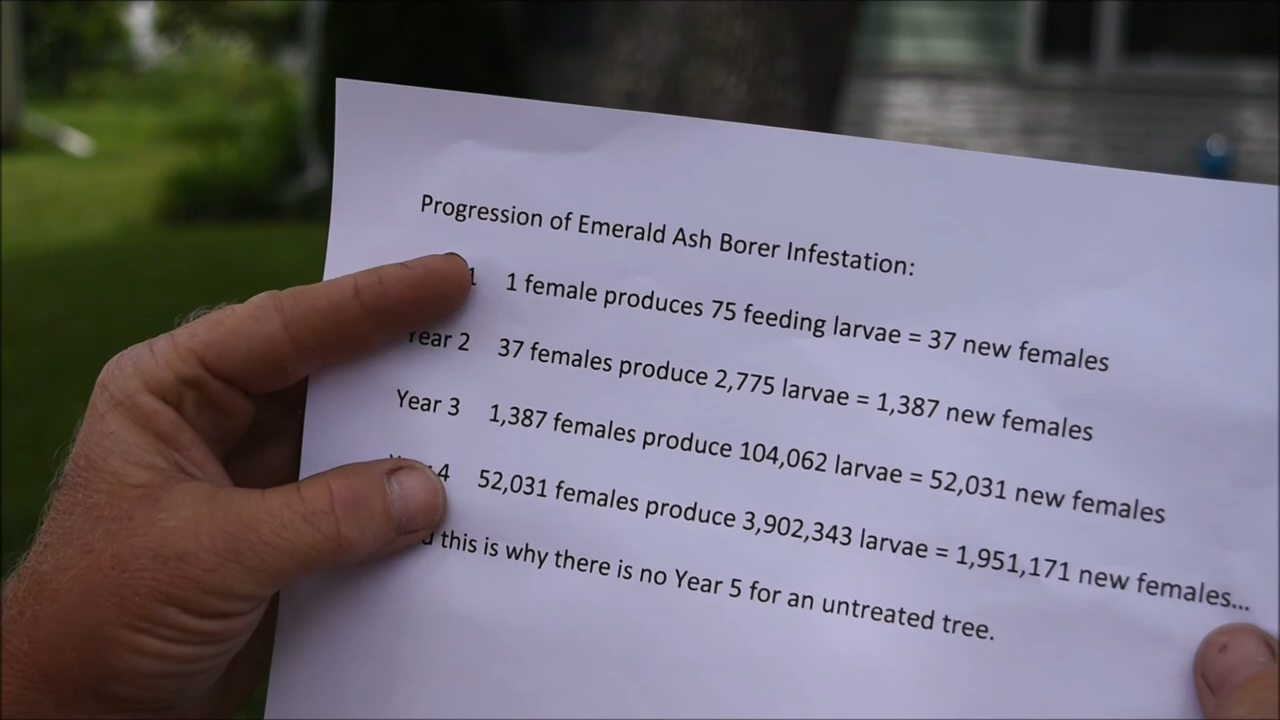 Progression of Emerald Ash Borer Infestation:
1 1 female produces 75 feeding larvae = 37 new females
Year 2 37 females produce 2,775 larvae = 1,387 new females
Year 3 1,387 females produce 104,062 larvae = 52,031 new females
4 52,031 females produce 3,902,343 larvae = 1,951,171 new females...
this is why there is no Year 5 for an untreated tree.